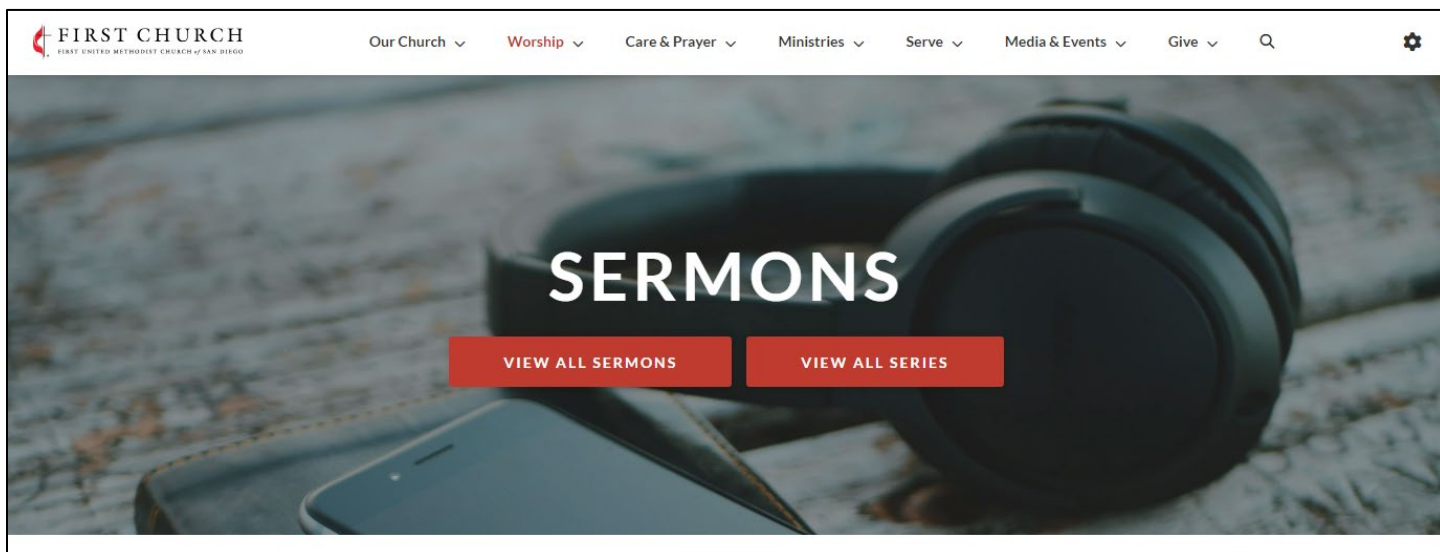 FIRST CHURCH
FIRST UNITED METHODIST CHURCH of SAN DIEGO
Our Church Worship Care & Prayer Ministries Serve Media & Events Give
SERMONS
VIEW ALL SERMONS VIEW ALL SERIES